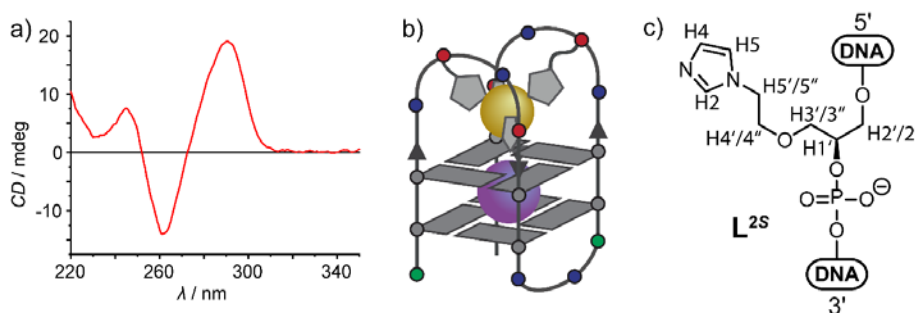 a)
CD / mdeg
20
10
0
-10
220
260
300
340
λ / nm
b)
c)
5'
DNA
O
H4
H5
N
N
H2
H5'/5"
H3'/3"
H4'/4"
O
H1'
H2'/2
O
O=P-O⊖
O
L2S
DNA
3'